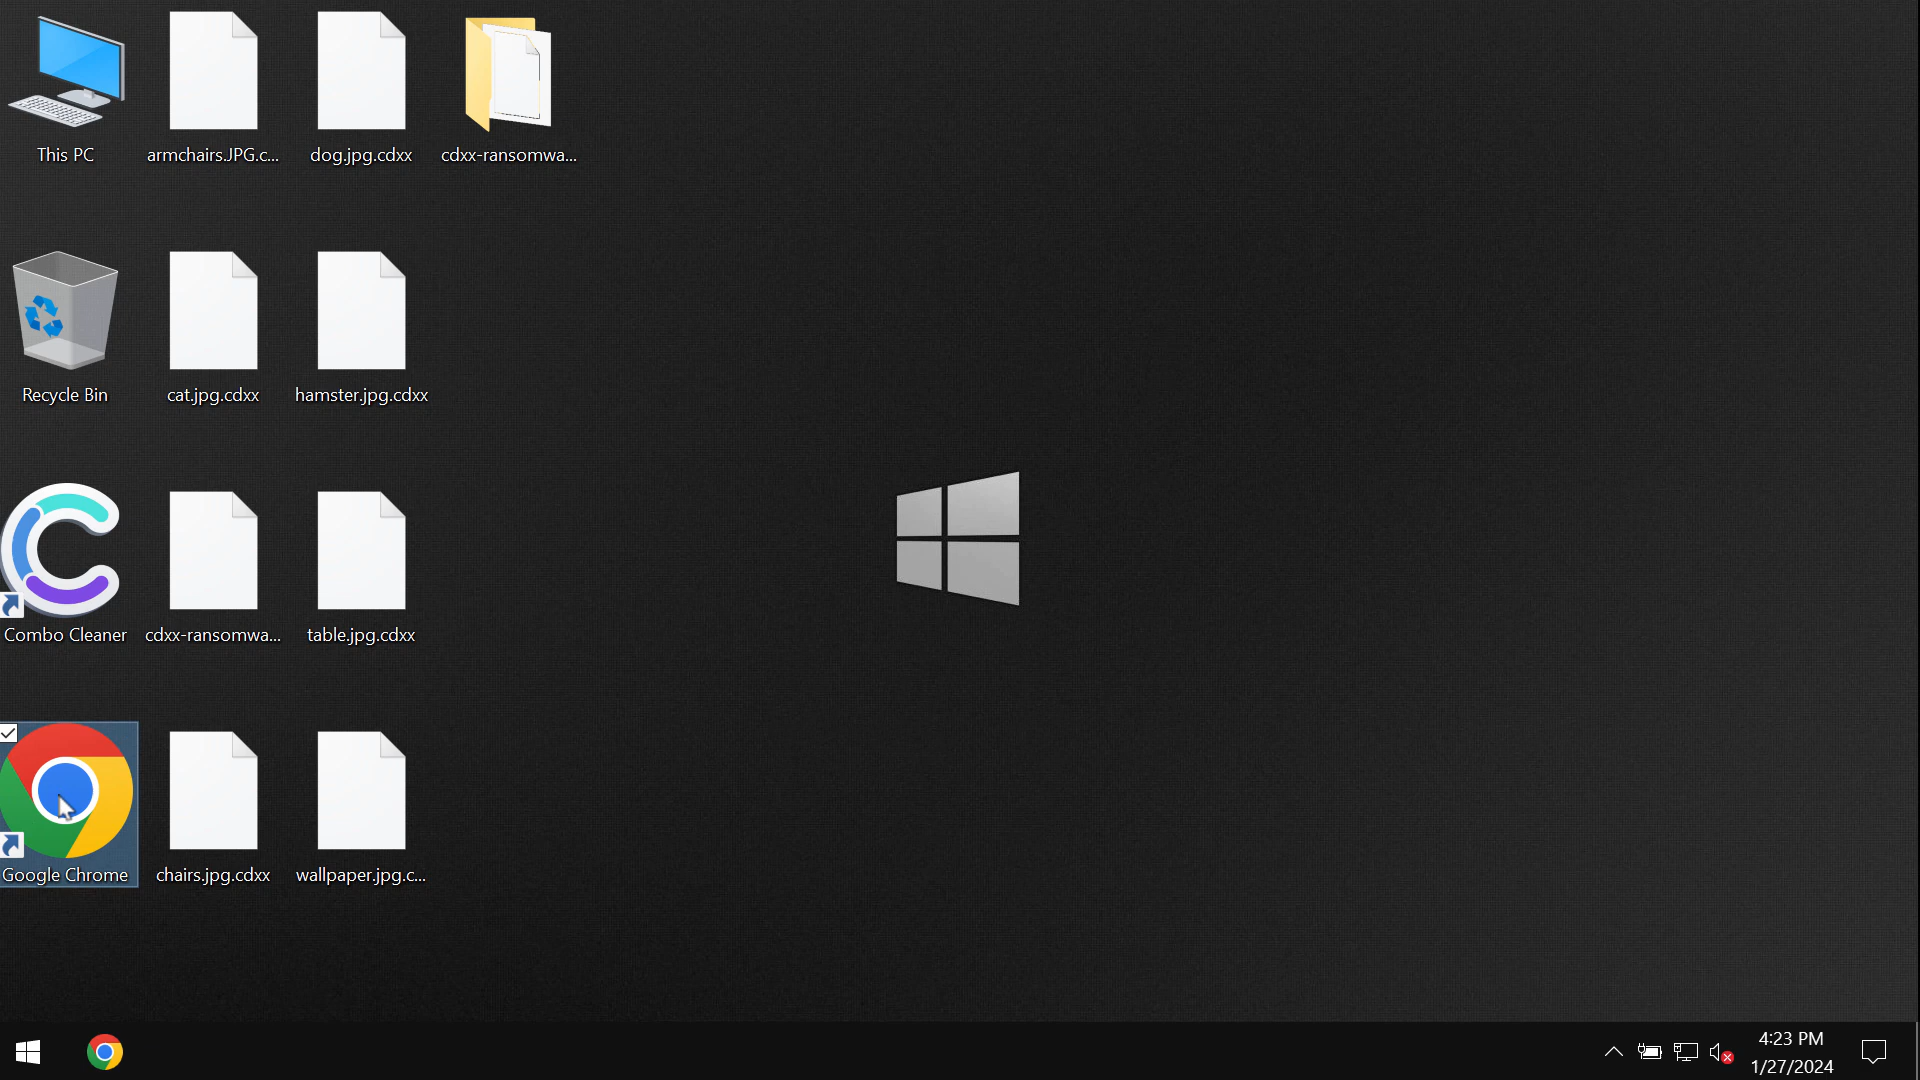 This PC
armchairs.JPG.c...
dog.jpg.cdxx
cdxx-ransomwa...
Recycle Bin
cat.jpg.cdxx
hamster.jpg.cdxx
Combo Cleaner
cdxx-ransomwa...
table.jpg.cdxx
Google Chrome
chairs.jpg.cdxx
wallpaper.jpg.c...
4:23 PM
1/27/2024